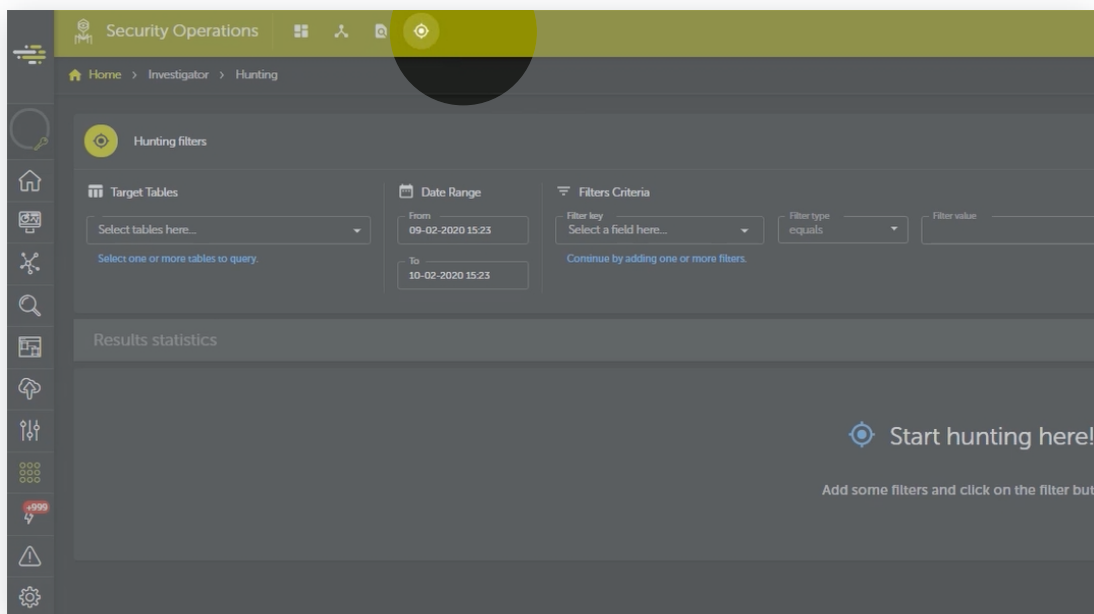 Security Operations
Home > Investigator > Hunting
Hunting filters
Target Tables
Select tables here...
Select one or more tables to query.
Date Range
From
09-02-2020 15:23
To
10-02-2020 15:23
Filters Criteria
Filter key
Select a field here...
Continue by adding one or more filters.
Filter type
equals
Filter value
Results statistics
Start hunting here!
Add some filters and click on the filter but
+999